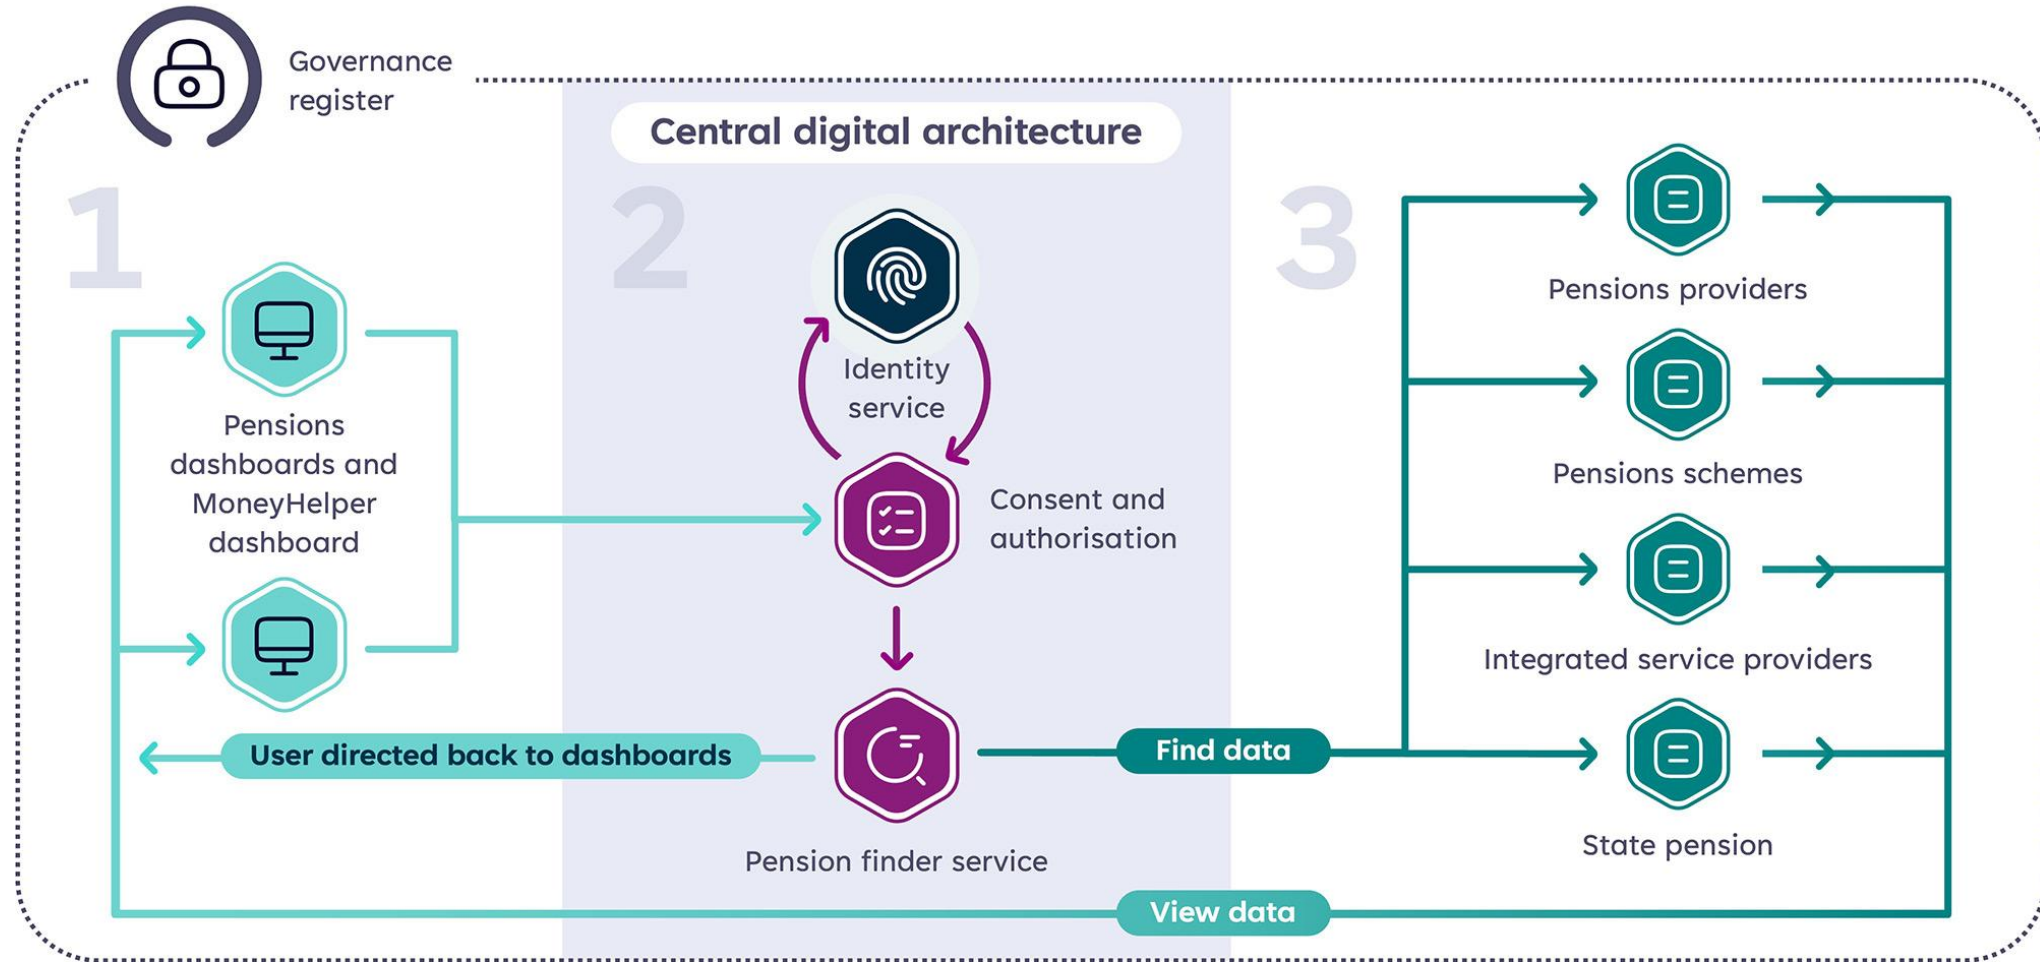 Governance
register
Central digital architecture
1
2
3
Pensions
dashboards and
MoneyHelper
dashboard
Identity
service
Consent and
authorisation
User directed back to dashboards
Pension finder service
Find data
View data
Pensions providers
Pensions schemes
Integrated service providers
State pension